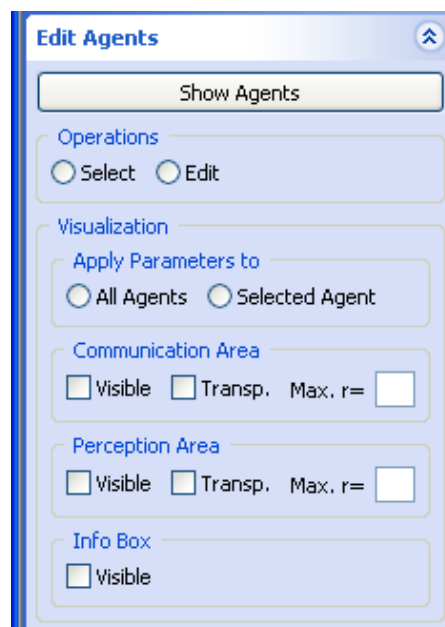 Edit Agents
Show Agents
Operations
Select Edit
Visualization
Apply Parameters to
All Agents Selected Agent
Communication Area
Visible Transp. Max. r=
Perception Area
Visible Transp. Max. r=
Info Box
Visible